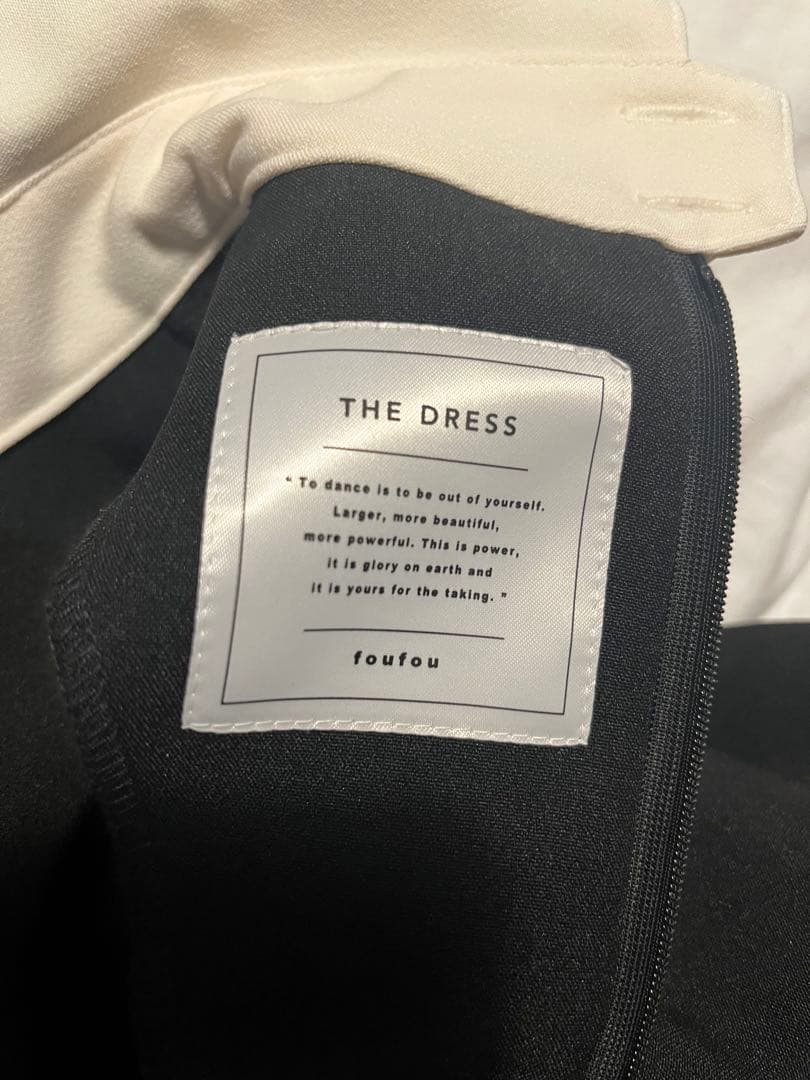 THE DRESS
“ To dance is to be out of yourself.
Larger, more beautiful,
more powerful. This is power,
it is glory on earth and
it is yours for the taking. ”
foufou